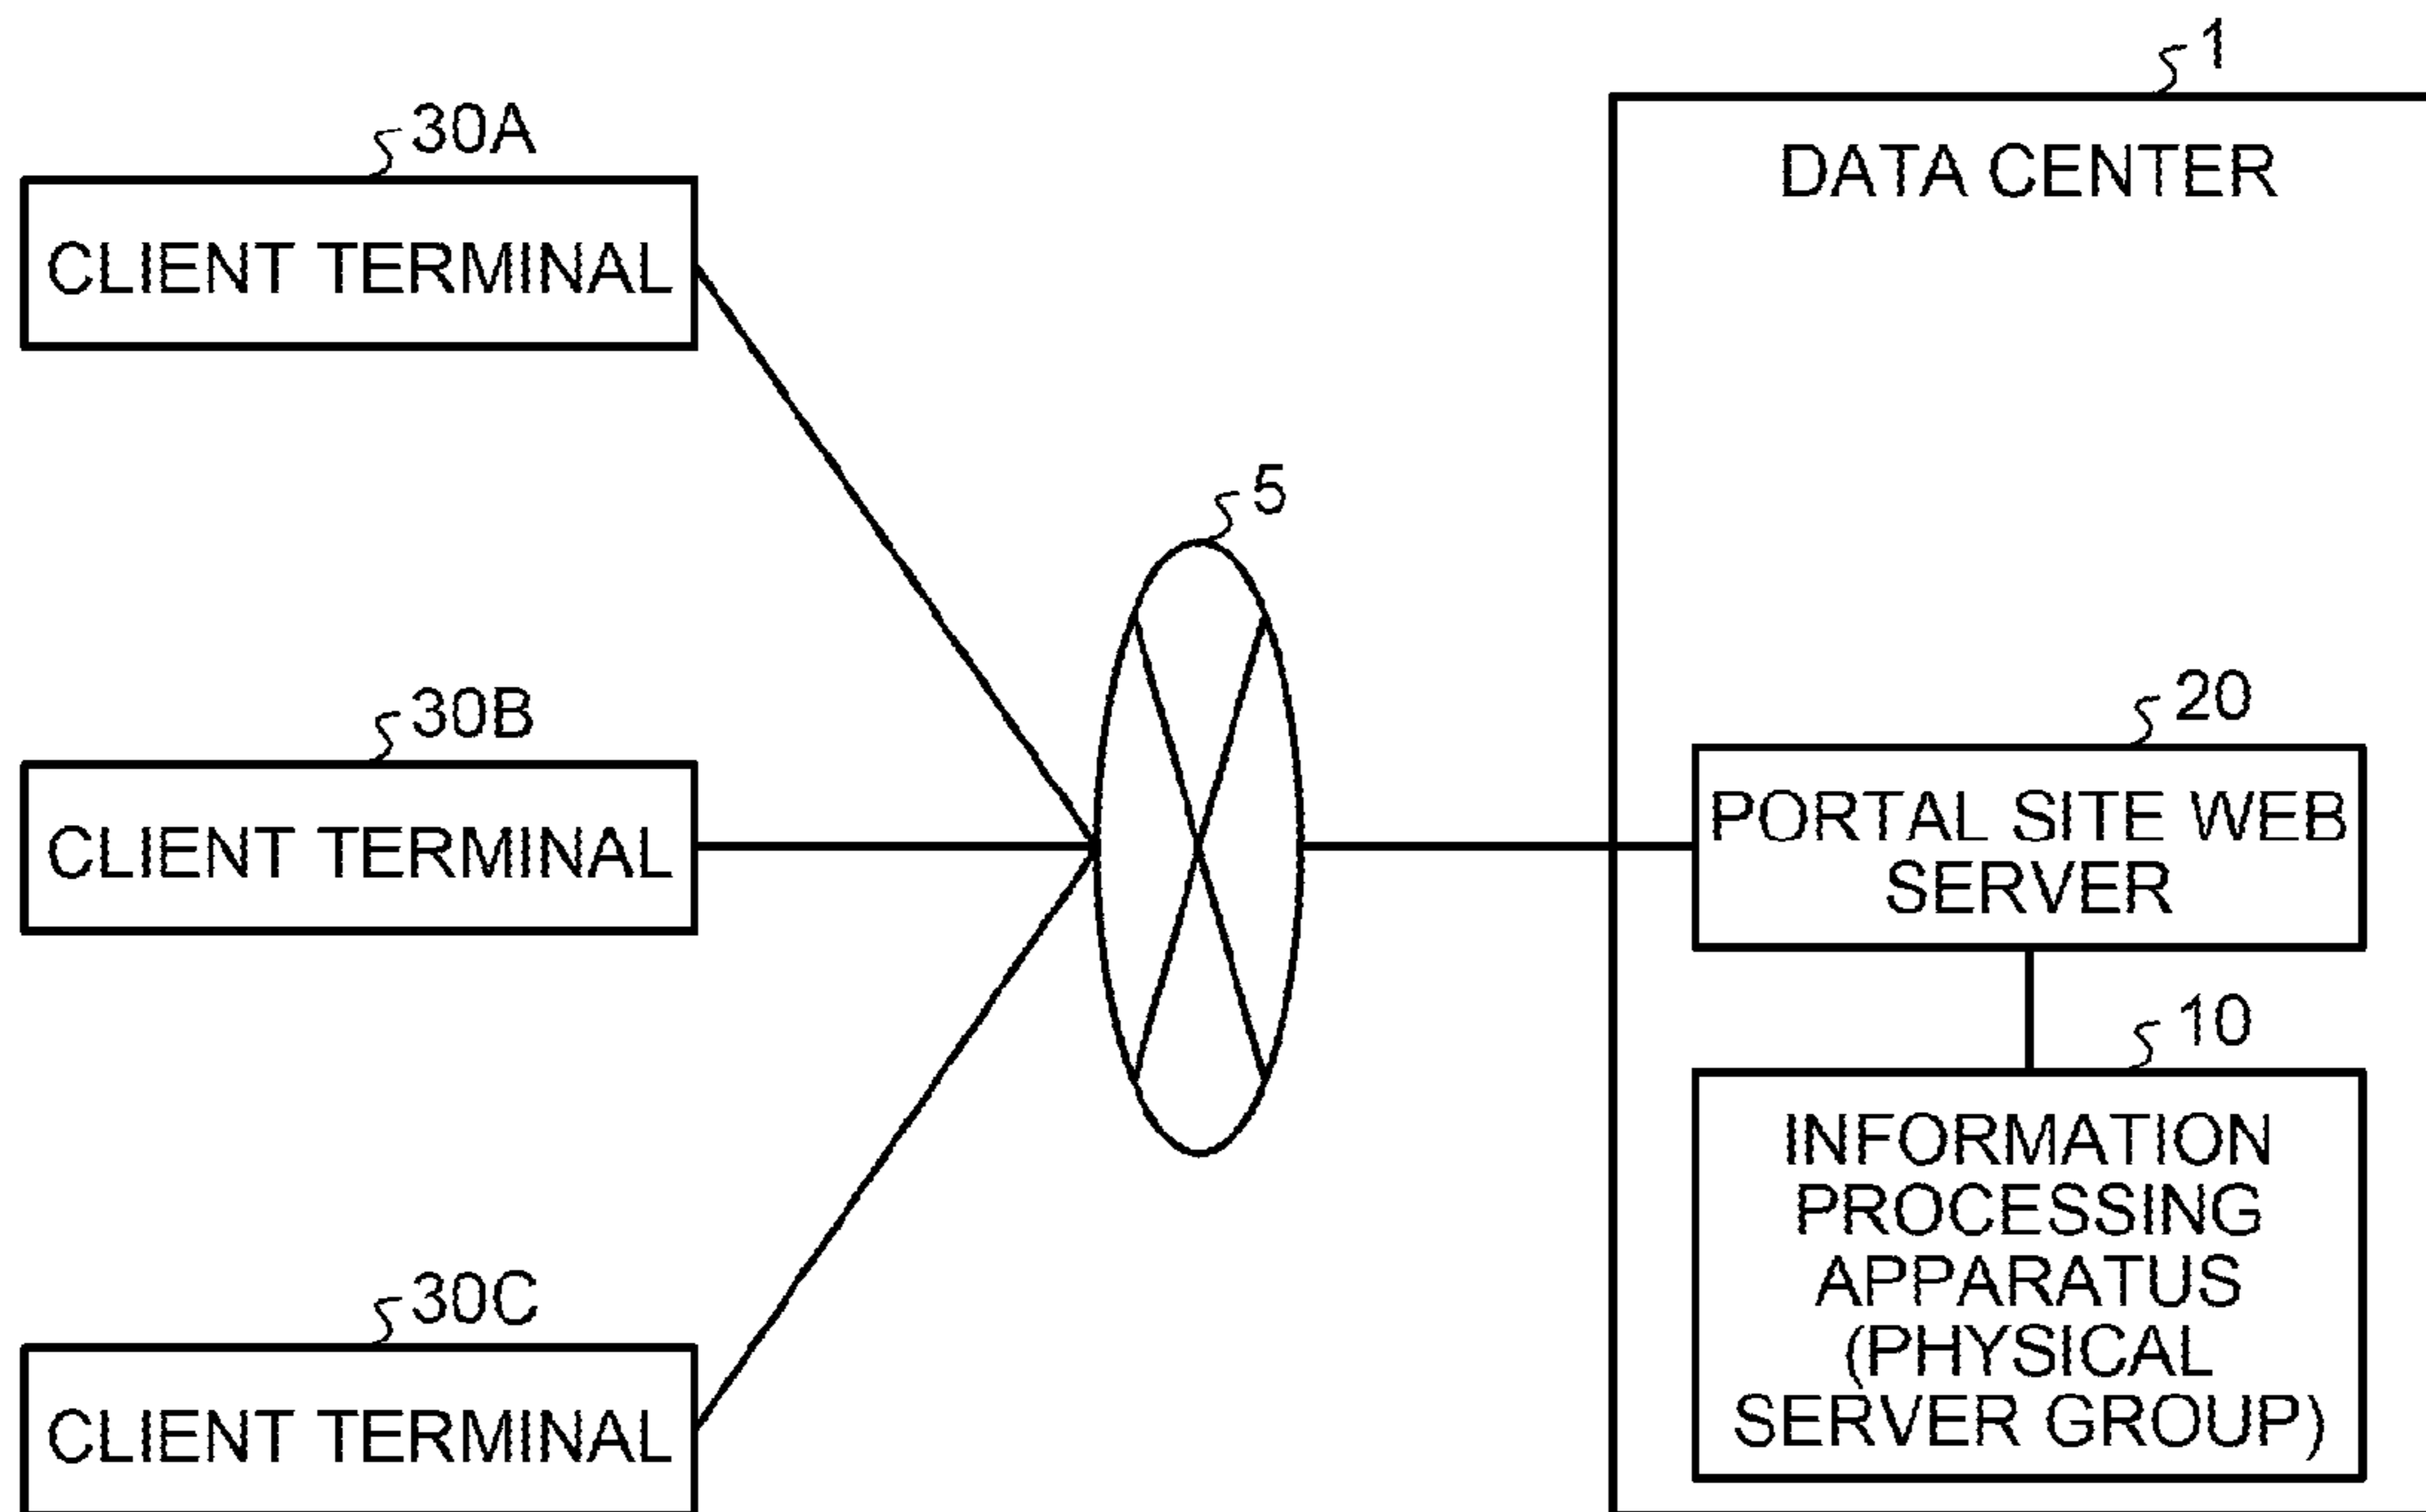 1
DATA CENTER
30A
CLIENT TERMINAL
5
30B
CLIENT TERMINAL
20
PORTAL SITE WEB
SERVER
10
INFORMATION
PROCESSING
APPARATUS
(PHYSICAL
SERVER GROUP)
30C
CLIENT TERMINAL